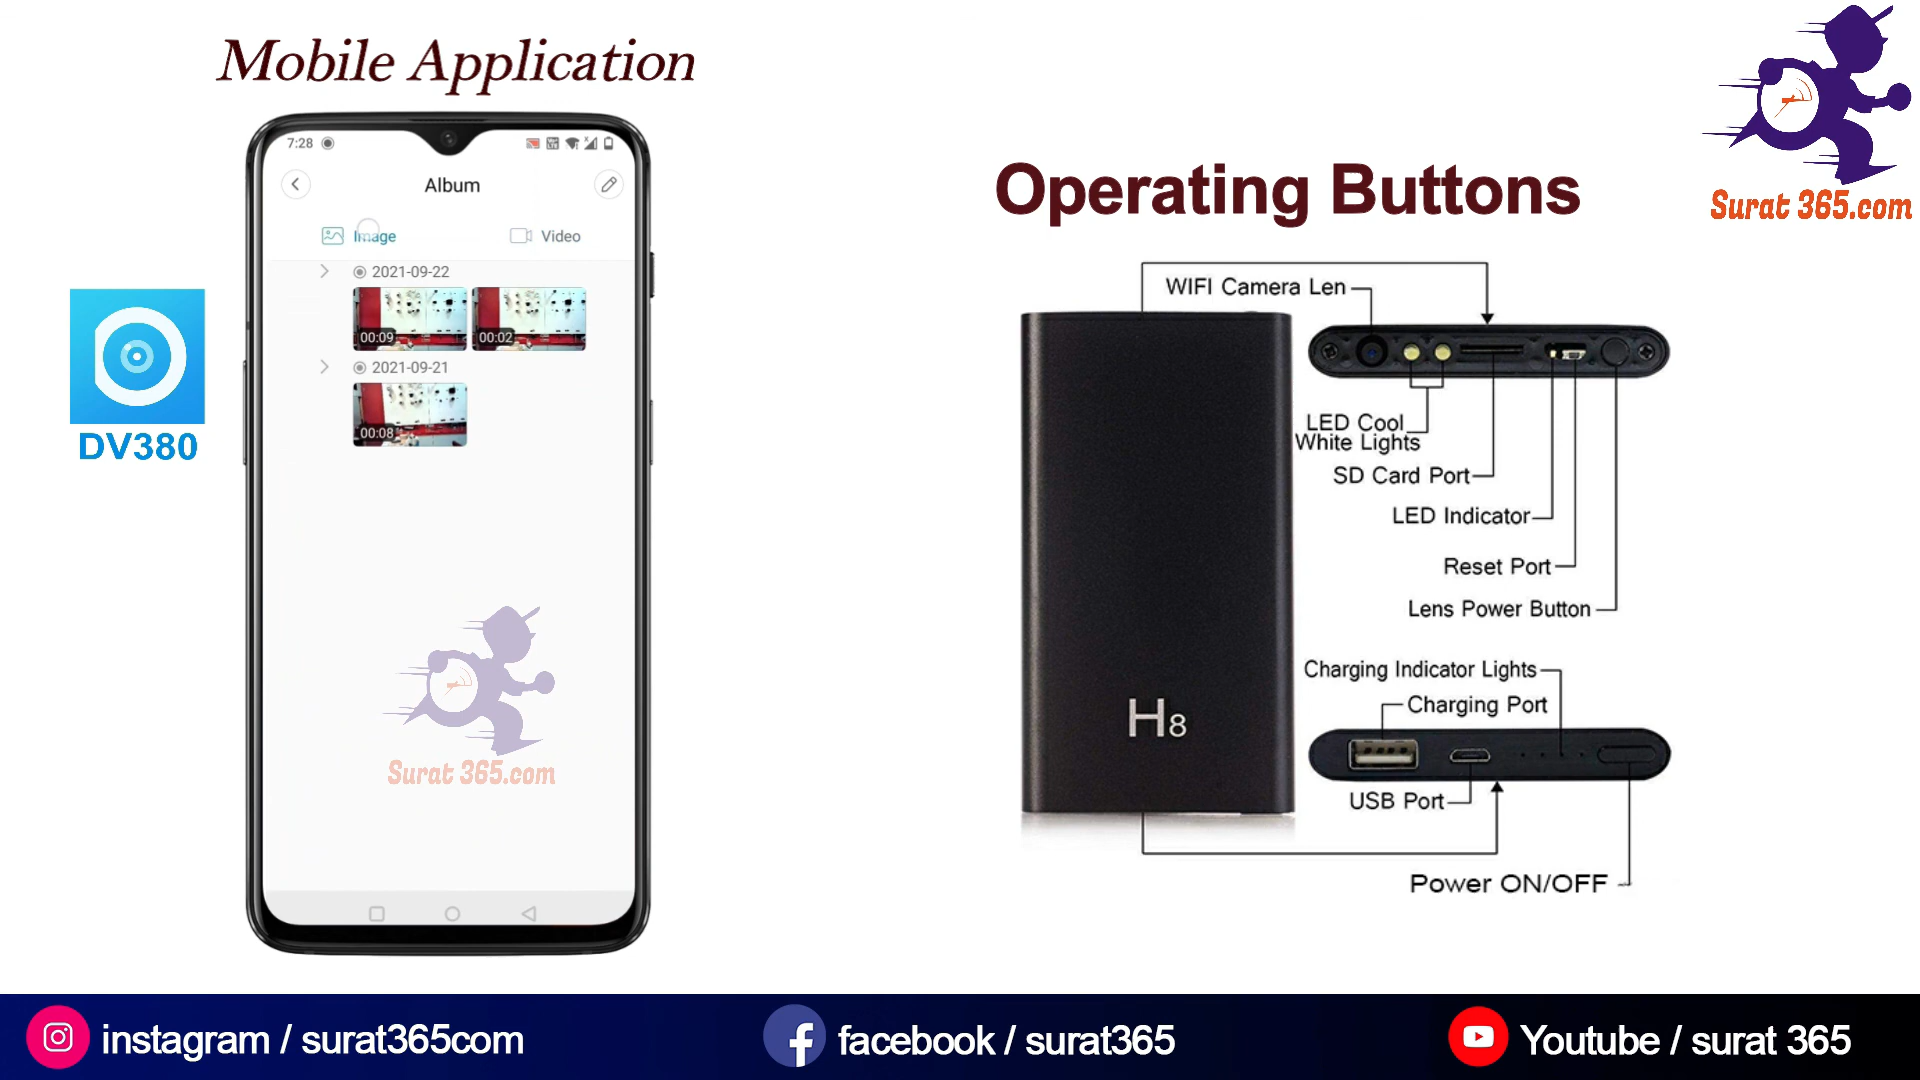 Mobile Application
7:28
Album
Image
Video
2021-09-22
00:09
00:02
2021-09-21
00:08
DV380
Surat 365.com
Operating Buttons
Surat 365.com
WIFI Camera Len
LED Cool
White Lights
SD Card Port
LED Indicator
Reset Port
Lens Power Button
H8
Charging Indicator Lights
Charging Port
USB Port
Power ON/OFF
instagram / surat365com
facebook / surat365
Youtube / surat 365